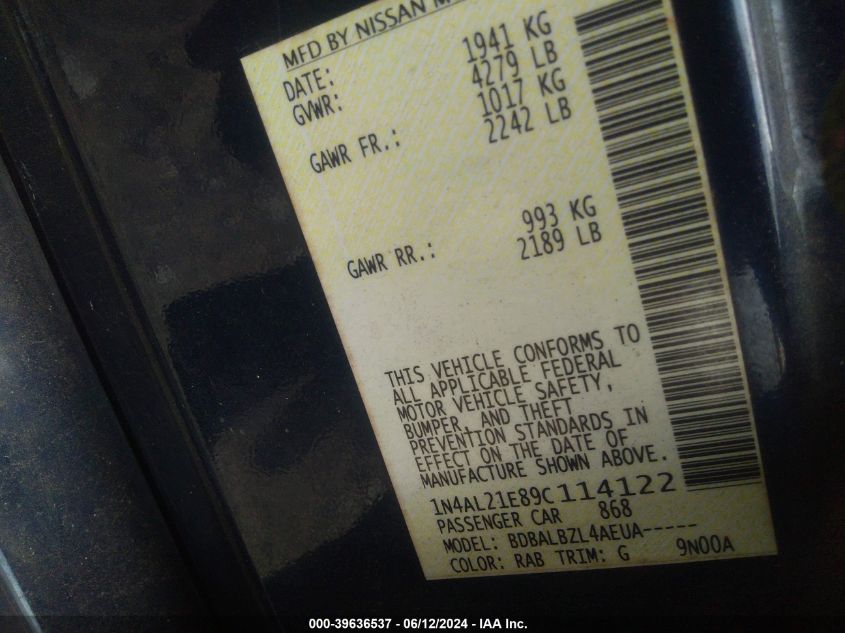 MFD BY NISSAN
DATE: 1941 KG
GVWR: 4279 LB
1017 KG
GAWR FR.: 2242 LB
993 KG
GAWR RR.: 2189 LB
THIS VEHICLE CONFORMS TO
ALL APPLICABLE FEDERAL
MOTOR VEHICLE SAFETY,
BUMPER, AND THEFT
PREVENTION STANDARDS IN
EFFECT ON THE DATE OF
MANUFACTURE SHOWN ABOVE.
1N4AL21E89C114122
PASSENGER CAR 868
MODEL: BDBALBZL4AEUA-----
COLOR: RAB TRIM: G 9N00A
000-39636537 - 06/12/2024 - IAA Inc.